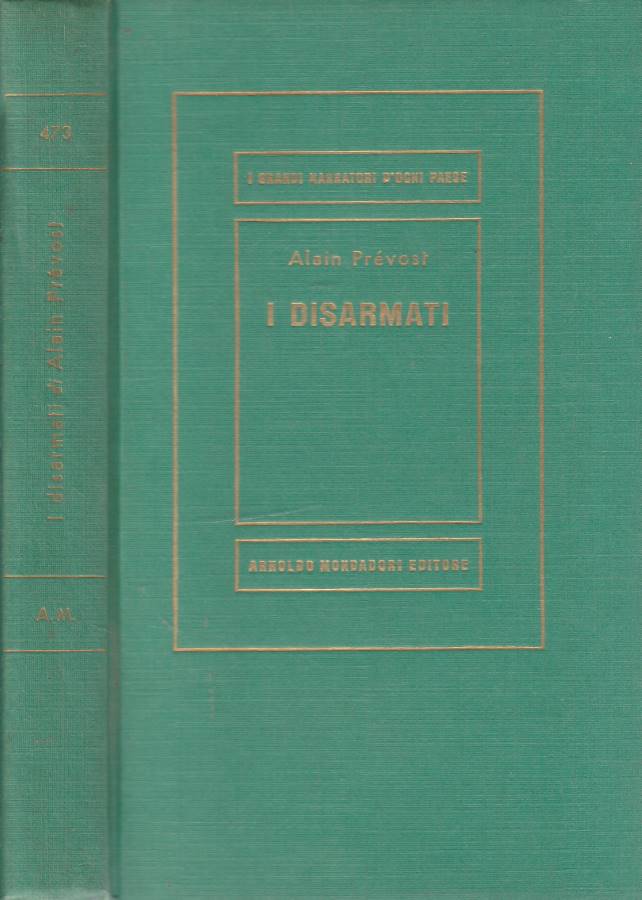 473
I disarmati di Alain Prévost
A.M.
I GRANDI NARRATORI D'OGNI PAESE
Alain Prévost
I DISARMATI
ARNOLDO MONDADORI EDITORE